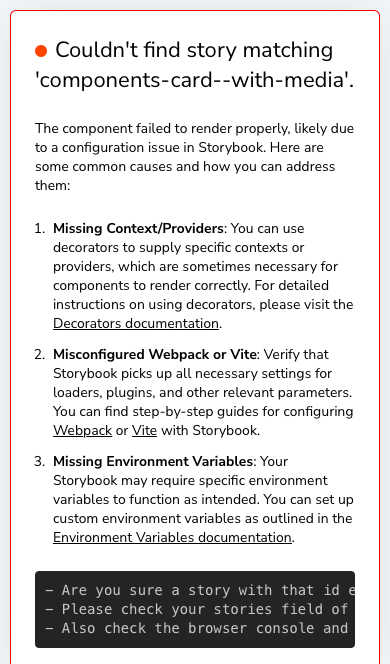 Couldn't find story matching
'components-card--with-media'.
The component failed to render properly, likely due
to a configuration issue in Storybook. Here are
some common causes and how you can address
them:
1. Missing Context/Providers: You can use
decorators to supply specific contexts or
providers, which are sometimes necessary for
components to render correctly. For detailed
instructions on using decorators, please visit the
Decorators documentation.
2. Misconfigured Webpack or Vite: Verify that
Storybook picks up all necessary settings for
loaders, plugins, and other relevant parameters.
You can find step-by-step guides for configuring
Webpack or Vite with Storybook.
3. Missing Environment Variables: Your
Storybook may require specific environment
variables to function as intended. You can set up
custom environment variables as outlined in the
Environment Variables documentation.
– Are you sure a story with that id e
– Please check your stories field of
– Also check the browser console and